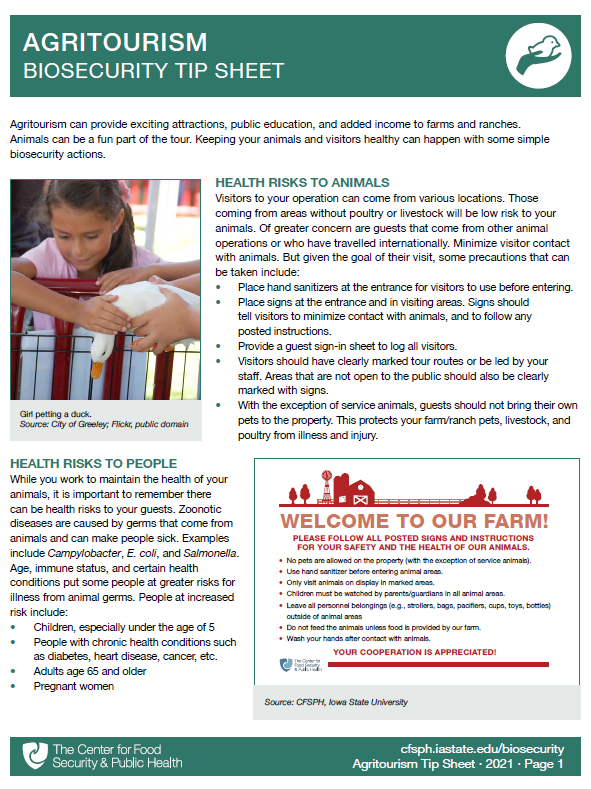 AGRITOURISM
BIOSECURITY TIP SHEET
Agritourism can provide exciting attractions, public education, and added income to farms and ranches.
Animals can be a fun part of the tour. Keeping your animals and visitors healthy can happen with some simple
biosecurity actions.
HEALTH RISKS TO ANIMALS
Visitors to your operation can come from various locations. Those
coming from areas without poultry or livestock will be low risk to your
animals. Of greater concern are guests that come from other animal
operations or who have travelled internationally. Minimize visitor contact
with animals. But given the goal of their visit, some precautions that can
be taken include:
• Place hand sanitizers at the entrance for visitors to use before entering.
• Place signs at the entrance and in visiting areas. Signs should
tell visitors to minimize contact with animals, and to follow any
posted instructions.
• Provide a guest sign-in sheet to log all visitors.
• Visitors should have clearly marked tour routes or be led by your
staff. Areas that are not open to the public should also be clearly
marked with signs.
• With the exception of service animals, guests should not bring their own
pets to the property. This protects your farm/ranch pets, livestock, and
poultry from illness and injury.
Girl petting a duck.
Source: City of Greeley; Flickr, public domain
HEALTH RISKS TO PEOPLE
While you work to maintain the health of your
animals, it is important to remember there
can be health risks to your guests. Zoonotic
diseases are caused by germs that come from
animals and can make people sick. Examples
include Campylobacter, E. coli, and Salmonella.
Age, immune status, and certain health
conditions put some people at greater risks for
illness from animal germs. People at increased
risk include:
• Children, especially under the age of 5
• People with chronic health conditions such
as diabetes, heart disease, cancer, etc.
• Adults age 65 and older
• Pregnant women
WELCOME TO OUR FARM!
PLEASE FOLLOW ALL POSTED SIGNS AND INSTRUCTIONS
FOR YOUR SAFETY AND THE HEALTH OF OUR ANIMALS.
• No pets are allowed on the property (with the exception of service animals).
• Use hand sanitizer before entering animal areas.
• Only visit animals on display in marked areas.
• Children must be watched by parents/guardians in all animal areas.
• Leave all personnel belongings (e.g., strollers, bags, pacifiers, cups, toys, bottles)
outside of animal areas
• Do not feed the animals unless food is provided by our farm.
• Wash your hands after contact with animals.
YOUR COOPERATION IS APPRECIATED!
The Center for
Food Security
& Public Health
Source: CFSPH, Iowa State University
The Center for Food
Security & Public Health
cfsph.iastate.edu/biosecurity
Agritourism Tip Sheet · 2021 · Page 1